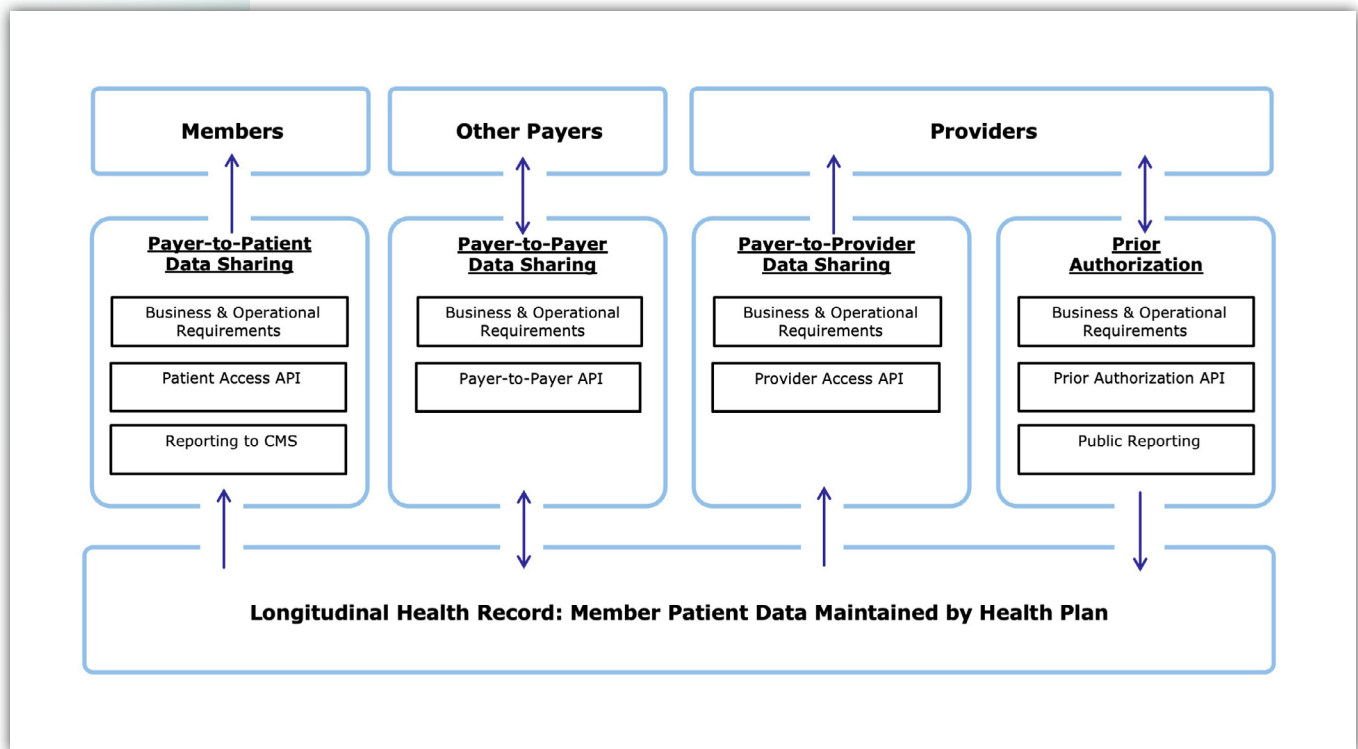 Members
Other Payers
Providers
Payer-to-Patient
Data Sharing
Business & Operational
Requirements
Patient Access API
Reporting to CMS
Payer-to-Payer
Data Sharing
Business & Operational
Requirements
Payer-to-Payer API
Payer-to-Provider
Data Sharing
Business & Operational
Requirements
Provider Access API
Prior
Authorization
Business & Operational
Requirements
Prior Authorization API
Public Reporting
Longitudinal Health Record: Member Patient Data Maintained by Health Plan